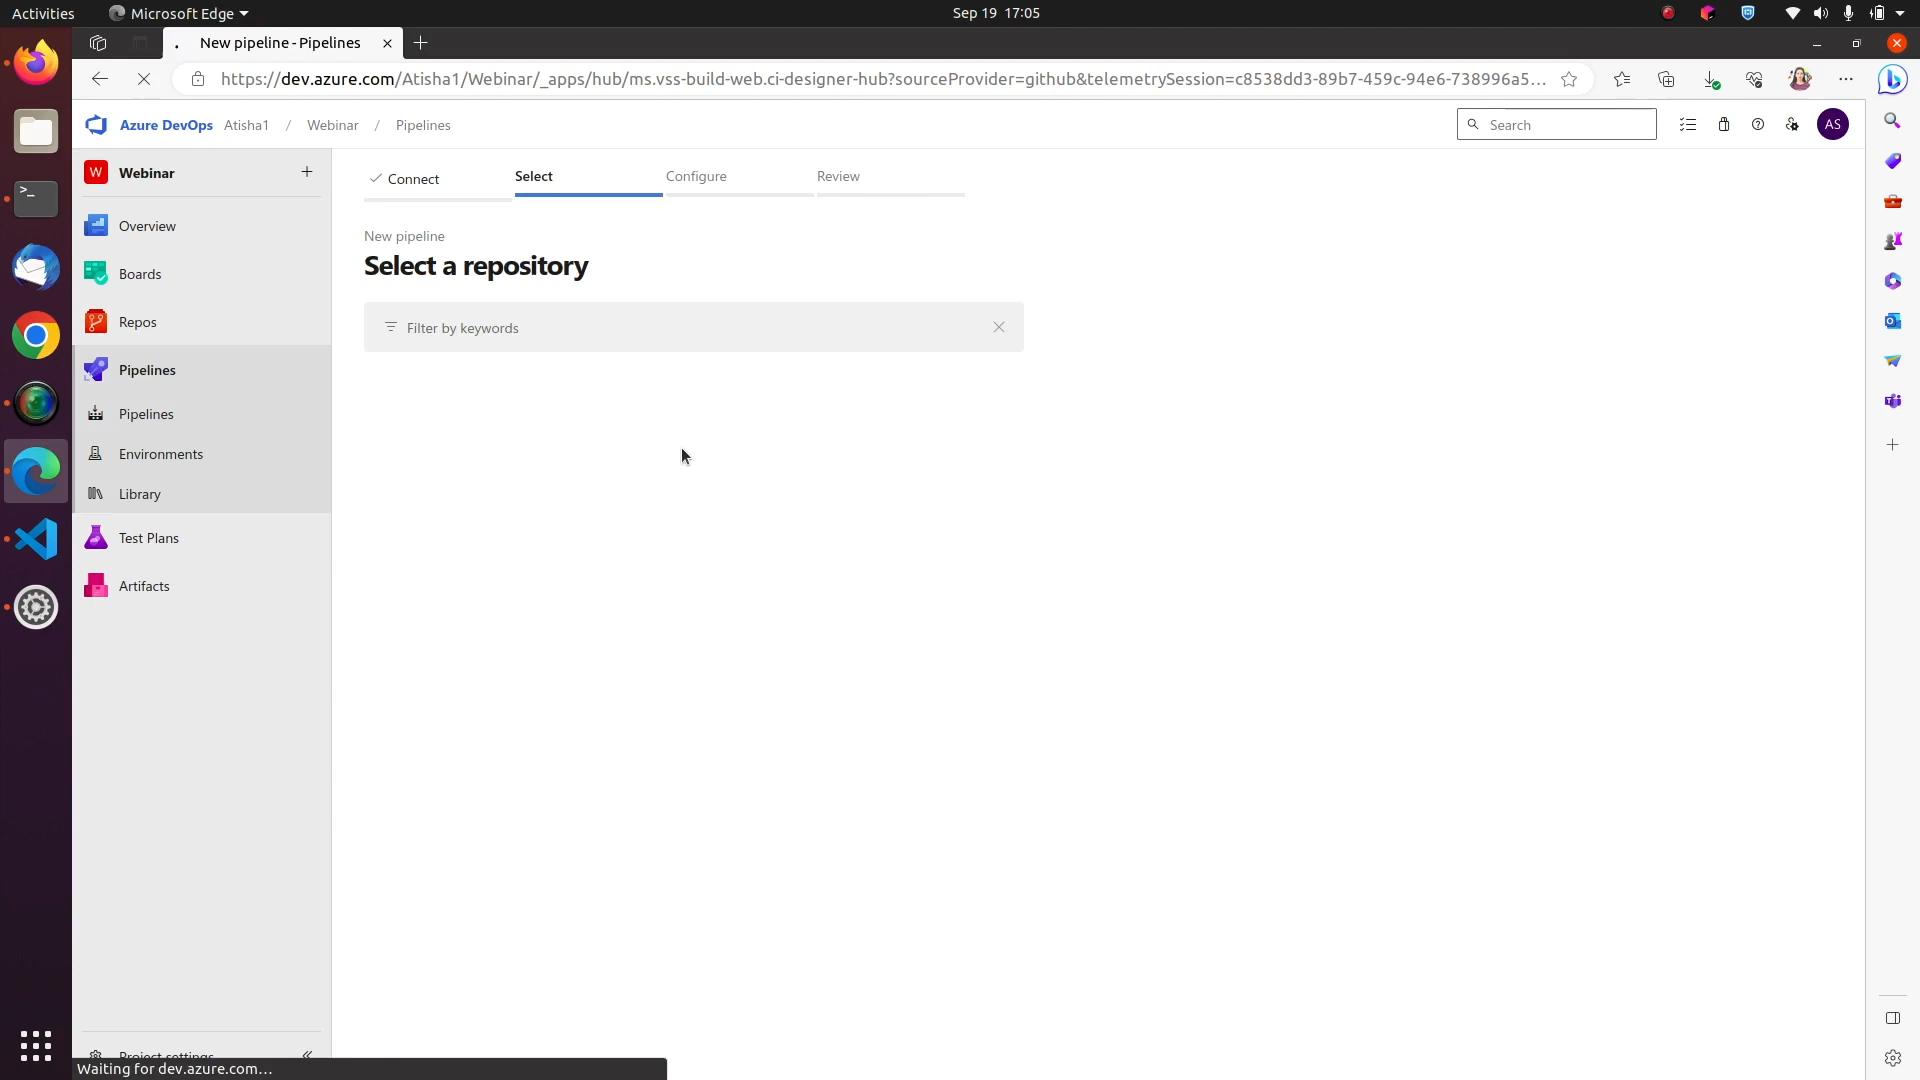 Activities
Microsoft Edge
Sep 19 17:05
New pipeline - Pipelines
https://dev.azure.com/Atisha1/Webinar/_apps/hub/ms.vss-build-web.ci-designer-hub?sourceProvider=github&telemetrySession=c8538dd3-89b7-459c-94e6-738996a5...
Azure DevOps Atisha1 / Webinar / Pipelines
Search
AS
W Webinar
Connect
Select
Configure
Review
Overview
New pipeline
Select a repository
Boards
Repos
Filter by keywords
Pipelines
Pipelines
Environments
Library
Test Plans
Artifacts
Project settings
Waiting for dev.azure.com...